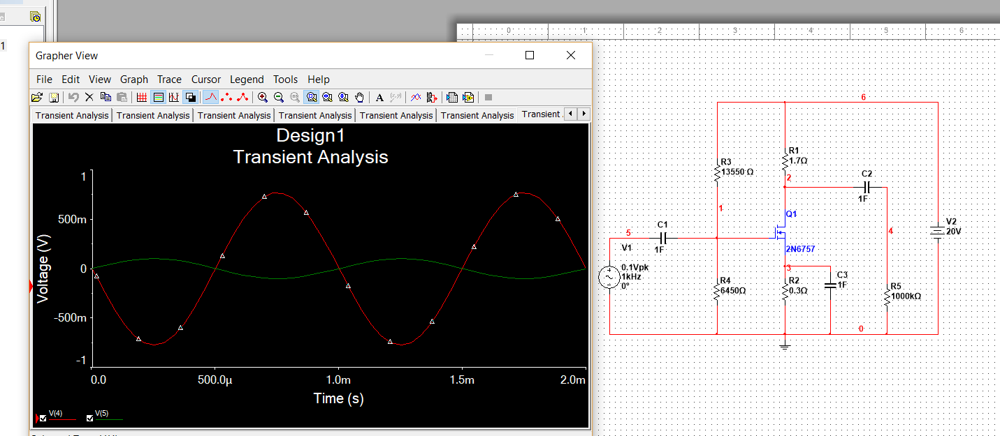 1
Grapher View
File Edit View Graph Trace Cursor Legend Tools Help
A
Transient Analysis Transient Analysis Transient Analysis Transient Analysis Transient Analysis Transient Analysis Transient
Design1
Transient Analysis
1
500m
0
-500m
-1
Voltage (V)
0.0 500.0µ 1.0m 1.5m 2.0m
Time (s)
V(4) V(5)
0 1 2 3 4 5 6
6
R3
13550 Ω
R1
1.7Ω
2
C2
1F
1
Q1
2N6757
4
V2
20V
5
C1
1F
V1
0.1Vpk
1kHz
0°
3
R4
6450Ω
R2
0.3Ω
C3
1F
R5
1000kΩ
0